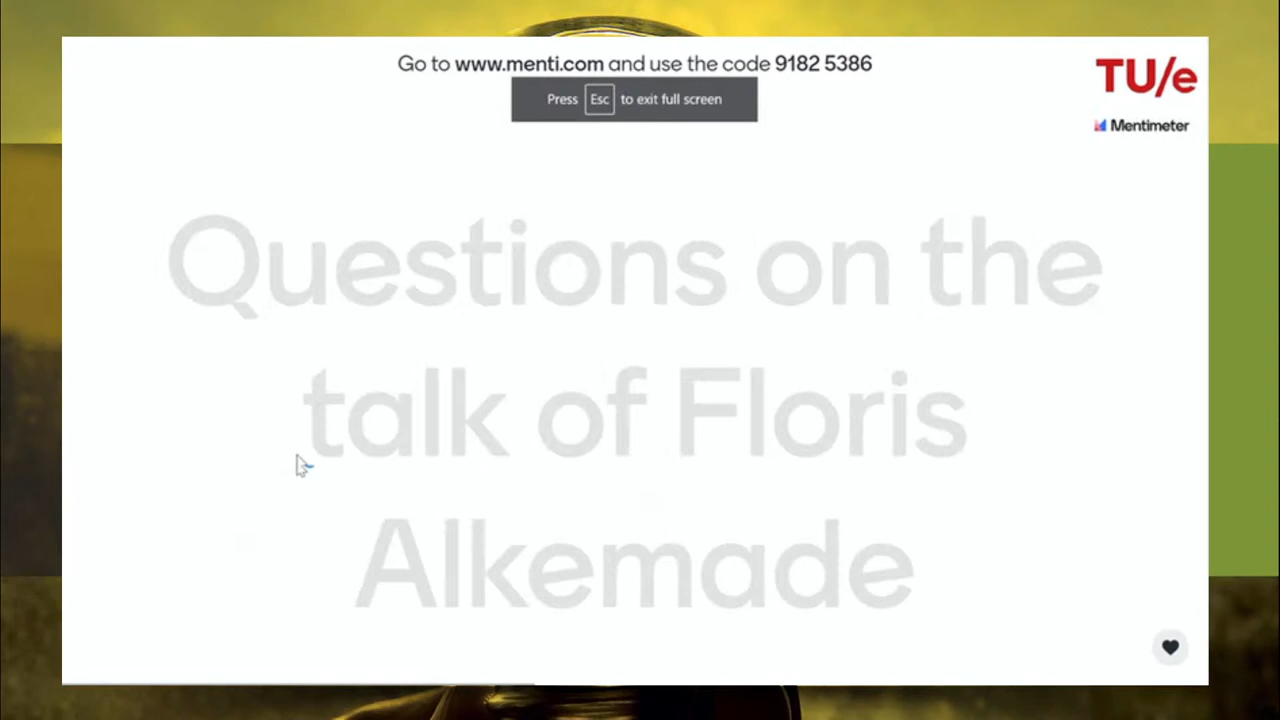 Go to www.menti.com and use the code 9182 5386
TU/e
Press Esc to exit full screen
Mentimeter
Questions on the
talk of Floris
Alkemade